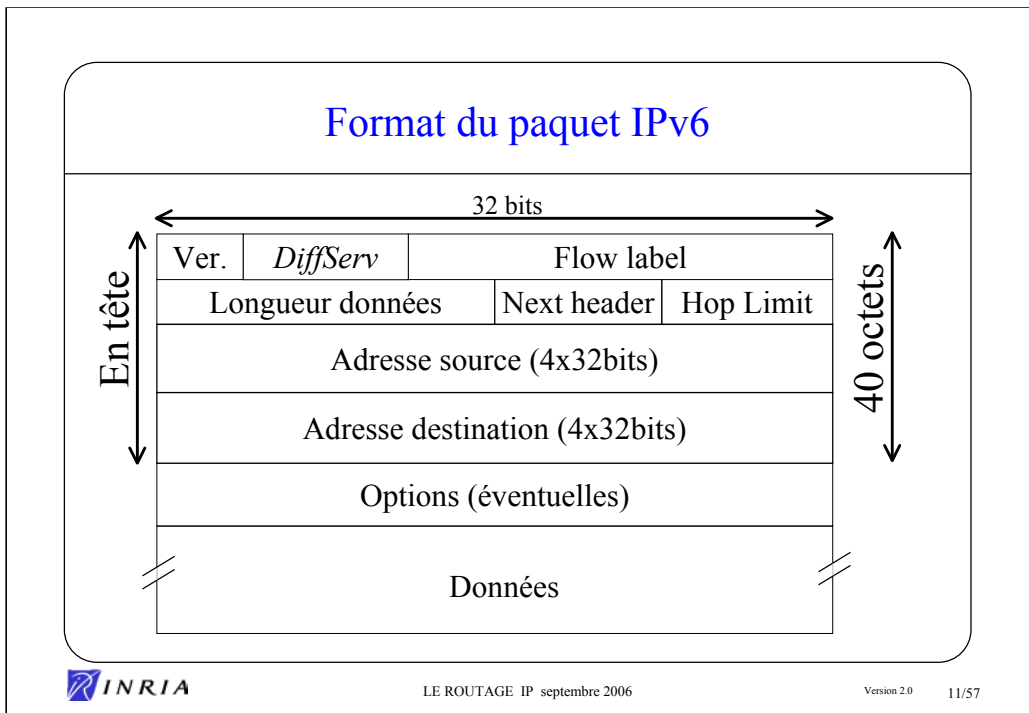 Format du paquet IPv6
32 bits
Ver. DiffServ Flow label
Longueur données Next header Hop Limit
Adresse source (4x32bits)
Adresse destination (4x32bits)
Options (éventuelles)
Données
En tête
40 octets
INRIA
LE ROUTAGE IP septembre 2006
Version 2.0
11/57